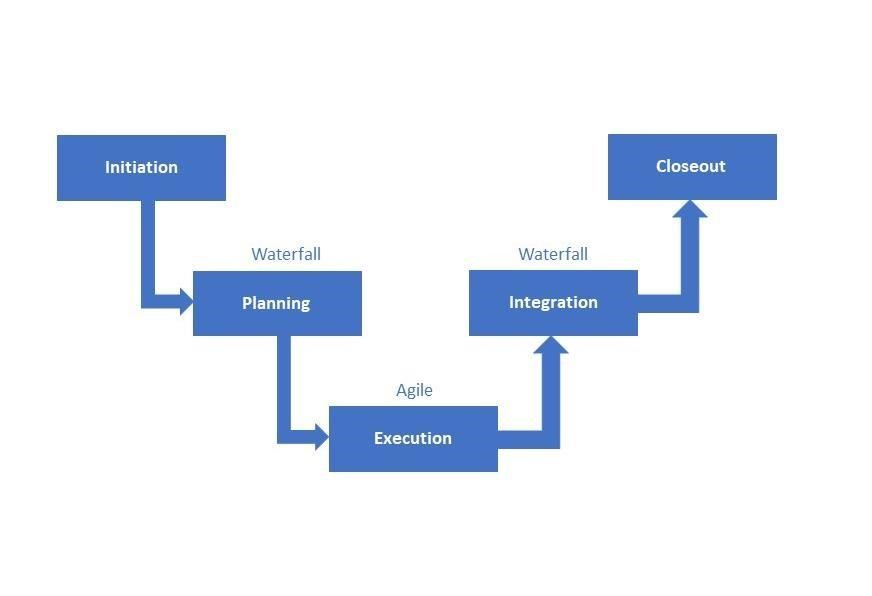 Initiation
Closeout
Waterfall
Waterfall
Planning
Integration
Agile
Execution